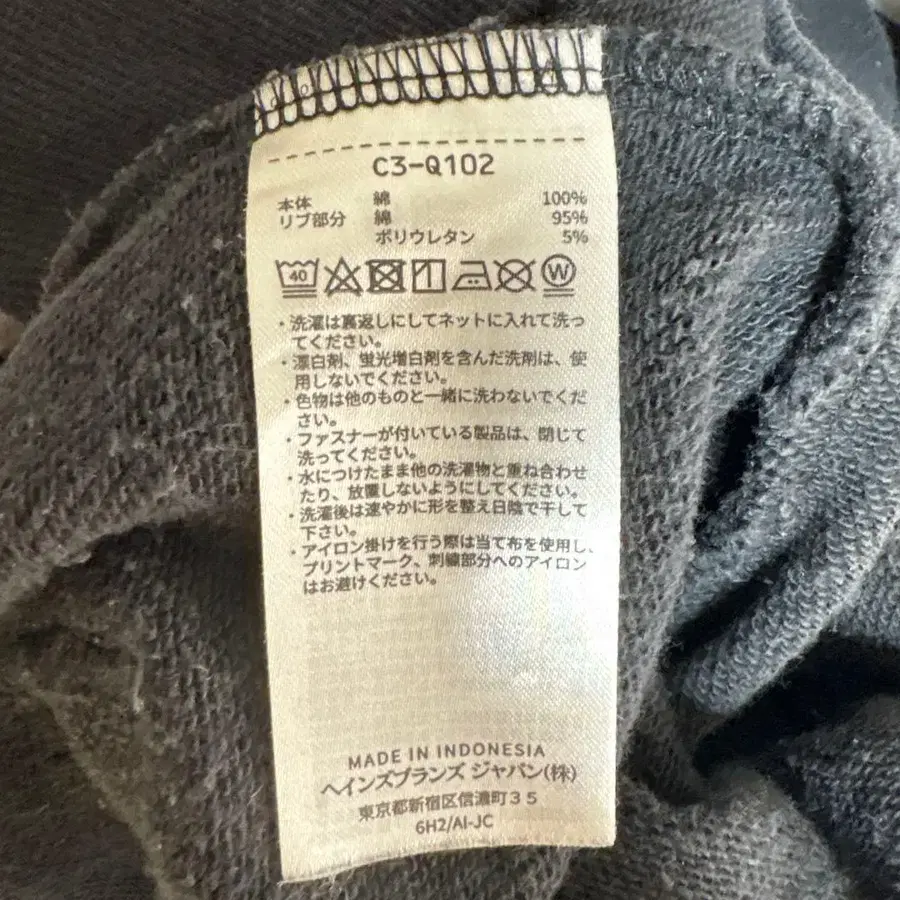 C3-Q102
本体 綿 100%
リブ部分 綿 95%
ポリウレタン 5%
40 W
・洗濯は裏返しにしてネットに入れて洗っ
てください。
・漂白剤、蛍光増白剤を含んだ洗剤は、使
用しないでください。
・色物は他のものと一緒に洗わないでくだ
さい。
・ファスナーが付いている製品は、閉じて
洗ってください。
・水につけたまま他の洗濯物と重ね合わせ
たり、放置しないようにしてください。
・洗濯後は速やかに形を整え日陰で干して
下さい。
・アイロン掛けを行う際は当て布を使用し、
プリントマーク、刺繍部分へのアイロン
はお避けください。
MADE IN INDONESIA
ヘインズブランズ ジャパン(株)
東京都新宿区信濃町35
6H2/AI-JC